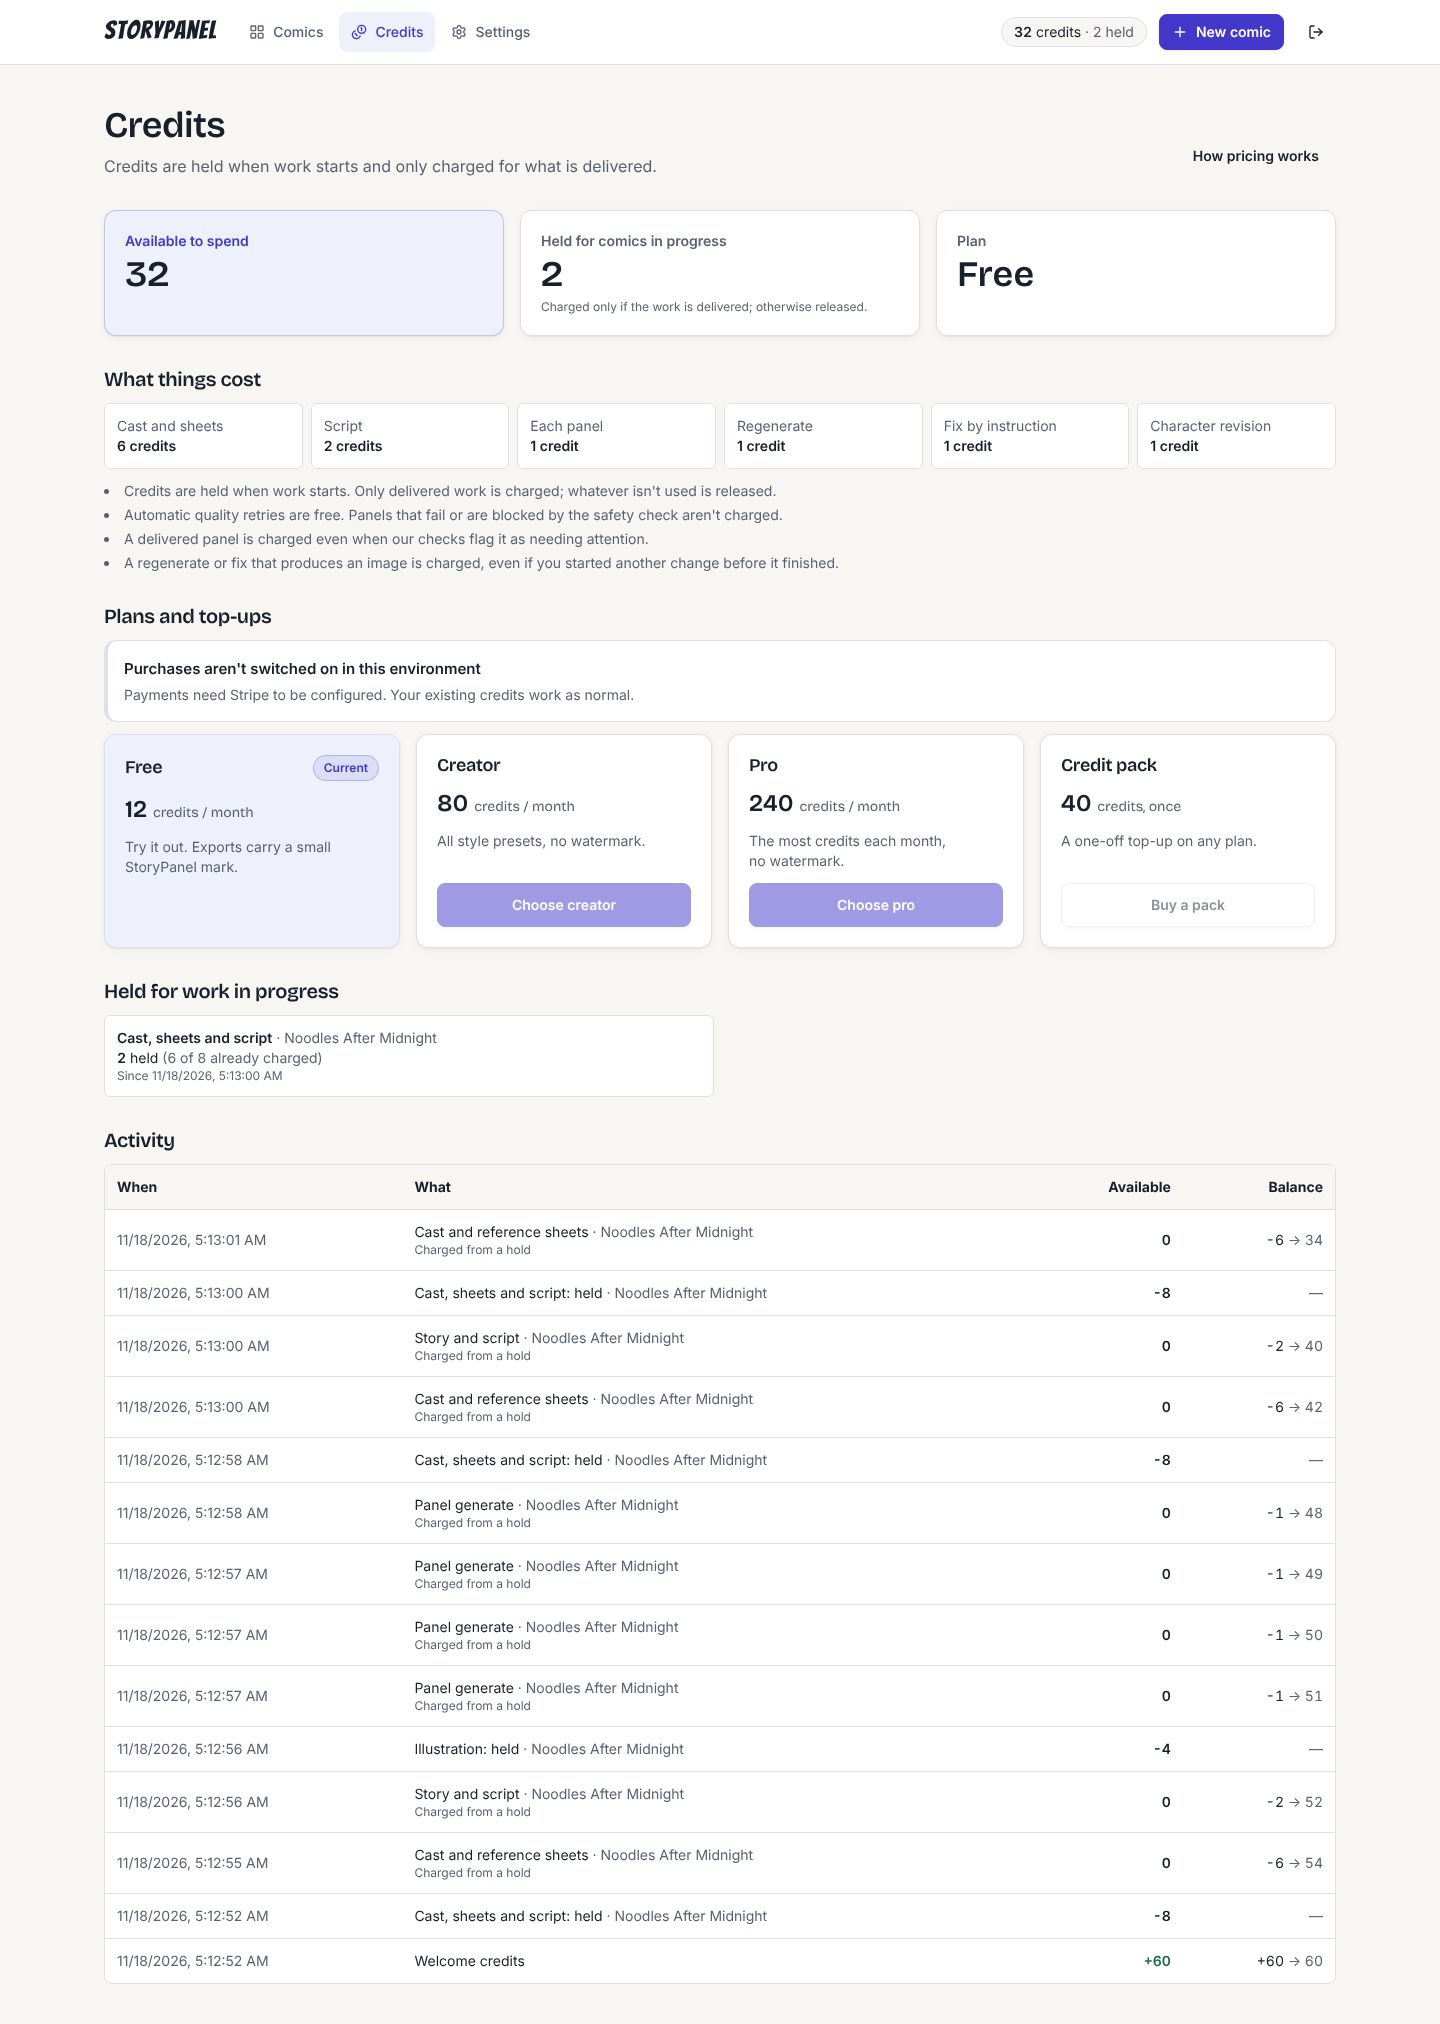 STORYPANEL
Comics
Credits
Settings
32 credits · 2 held
New comic
Credits
Credits are held when work starts and only charged for what is delivered.
How pricing works
Available to spend
32
Held for comics in progress
2
Charged only if the work is delivered; otherwise released.
Plan
Free
What things cost
Cast and sheets
6 credits
Script
2 credits
Each panel
1 credit
Regenerate
1 credit
Fix by instruction
1 credit
Character revision
1 credit
• Credits are held when work starts. Only delivered work is charged; whatever isn't used is released.
• Automatic quality retries are free. Panels that fail or are blocked by the safety check aren't charged.
• A delivered panel is charged even when our checks flag it as needing attention.
• A regenerate or fix that produces an image is charged, even if you started another change before it finished.
Plans and top-ups
Purchases aren't switched on in this environment
Payments need Stripe to be configured. Your existing credits work as normal.
Free
Current
12 credits / month
Try it out. Exports carry a small
StoryPanel mark.
Creator
80 credits / month
All style presets, no watermark.
Choose creator
Pro
240 credits / month
The most credits each month,
no watermark.
Choose pro
Credit pack
40 credits, once
A one-off top-up on any plan.
Buy a pack
Held for work in progress
Cast, sheets and script · Noodles After Midnight
2 held (6 of 8 already charged)
Since 11/18/2026, 5:13:00 AM
Activity
When What Available Balance
11/18/2026, 5:13:01 AM Cast and reference sheets · Noodles After Midnight 0 -6 → 34
Charged from a hold
11/18/2026, 5:13:00 AM Cast, sheets and script: held · Noodles After Midnight -8 —
11/18/2026, 5:13:00 AM Story and script · Noodles After Midnight 0 -2 → 40
Charged from a hold
11/18/2026, 5:13:00 AM Cast and reference sheets · Noodles After Midnight 0 -6 → 42
Charged from a hold
11/18/2026, 5:12:58 AM Cast, sheets and script: held · Noodles After Midnight -8 —
11/18/2026, 5:12:58 AM Panel generate · Noodles After Midnight 0 -1 → 48
Charged from a hold
11/18/2026, 5:12:57 AM Panel generate · Noodles After Midnight 0 -1 → 49
Charged from a hold
11/18/2026, 5:12:57 AM Panel generate · Noodles After Midnight 0 -1 → 50
Charged from a hold
11/18/2026, 5:12:57 AM Panel generate · Noodles After Midnight 0 -1 → 51
Charged from a hold
11/18/2026, 5:12:56 AM Illustration: held · Noodles After Midnight -4 —
11/18/2026, 5:12:56 AM Story and script · Noodles After Midnight 0 -2 → 52
Charged from a hold
11/18/2026, 5:12:55 AM Cast and reference sheets · Noodles After Midnight 0 -6 → 54
Charged from a hold
11/18/2026, 5:12:52 AM Cast, sheets and script: held · Noodles After Midnight -8 —
11/18/2026, 5:12:52 AM Welcome credits +60 +60 → 60